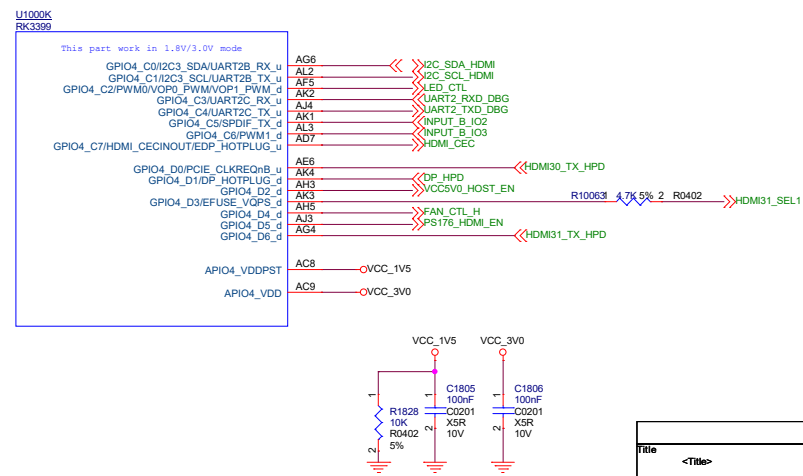 U1000K
RK3399
This part work in 1.8V/3.0V mode
GPIO4_C0/I2C3_SDA/UART2B_RX_u AG6 I2C_SDA_HDMI
GPIO4_C1/I2C3_SCL/UART2B_TX_u AL2 I2C_SCL_HDMI
GPIO4_C2/PWM0/VOP0_PWM/VOP1_PWM_d AF5 LED_CTL
GPIO4_C3/UART2C_RX_u AK2 UART2_RXD_DBG
GPIO4_C4/UART2C_TX_u AJ4 UART2_TXD_DBG
GPIO4_C5/SPDIF_TX_d AK1 INPUT_B_IO2
GPIO4_C6/PWM1_d AL3 INPUT_B_IO3
GPIO4_C7/HDMI_CECINOUT/EDP_HOTPLUG_u AD7 HDMI_CEC
GPIO4_D0/PCIE_CLKREQnB_u AE6 HDMI30_TX_HPD
GPIO4_D1/DP_HOTPLUG_d AK4 DP_HPD
GPIO4_D2_d AH3 VCC5V0_HOST_EN
GPIO4_D3/EFUSE_VQPS_d AK3 R10063 1 4.7K 5% 2 R0402 HDMI31_SEL1
GPIO4_D4_d AH5 FAN_CTL_H
GPIO4_D5_d AJ3 PS176_HDMI_EN
GPIO4_D6_d AG4 HDMI31_TX_HPD
APIO4_VDDPST AC8 VCC_1V5
APIO4_VDD AC9 VCC_3V0
VCC_1V5 VCC_3V0
1 1 C1805 1 C1806
R1828 100nF 100nF
10K C0201 C0201
R0402 X5R X5R
2 5% 2 10V 2 10V
Title
<Title>